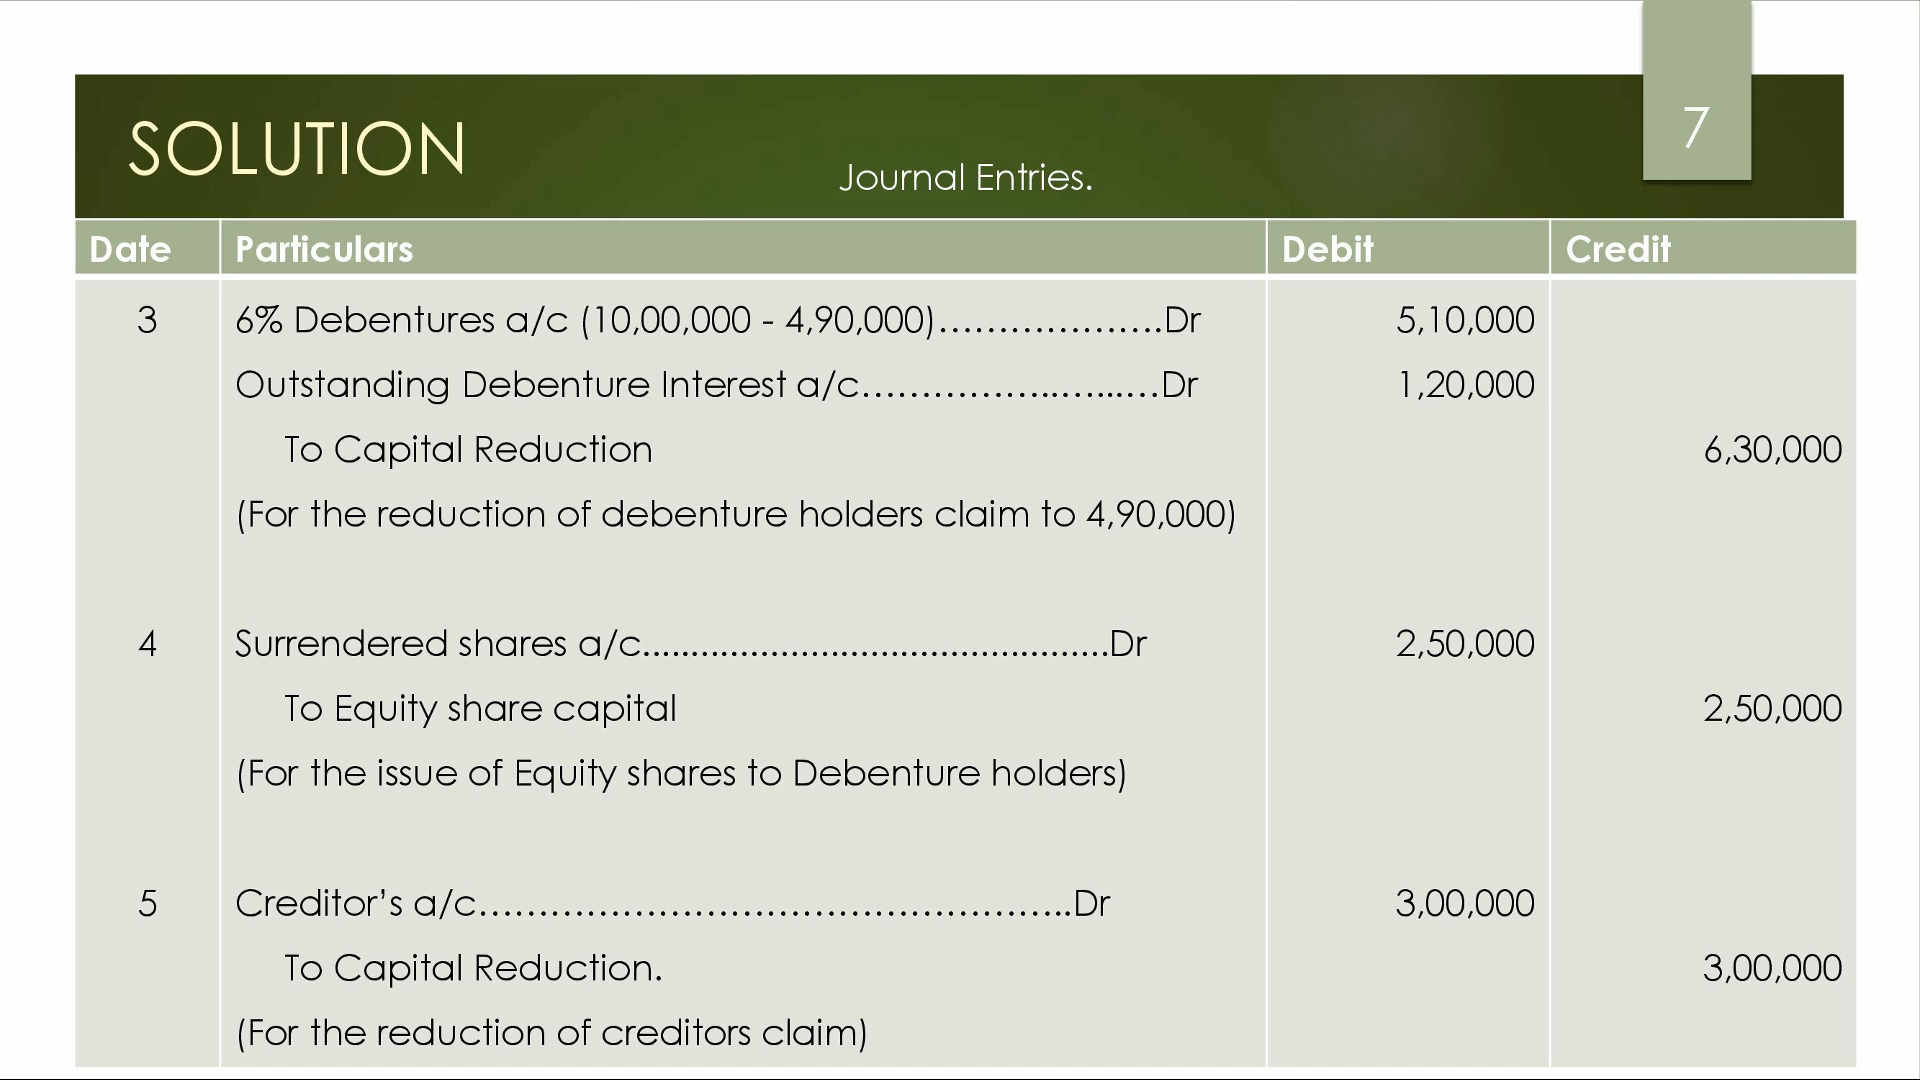 7
SOLUTION
Journal Entries.
Date Particulars Debit Credit
3 6% Debentures a/c (10,00,000 - 4,90,000)……………….Dr 5,10,000
Outstanding Debenture Interest a/c……………..…...…Dr 1,20,000
To Capital Reduction 6,30,000
(For the reduction of debenture holders claim to 4,90,000)
4 Surrendered shares a/c...............................................Dr 2,50,000
To Equity share capital 2,50,000
(For the issue of Equity shares to Debenture holders)
5 Creditor’s a/c…………………………………………..Dr 3,00,000
To Capital Reduction. 3,00,000
(For the reduction of creditors claim)